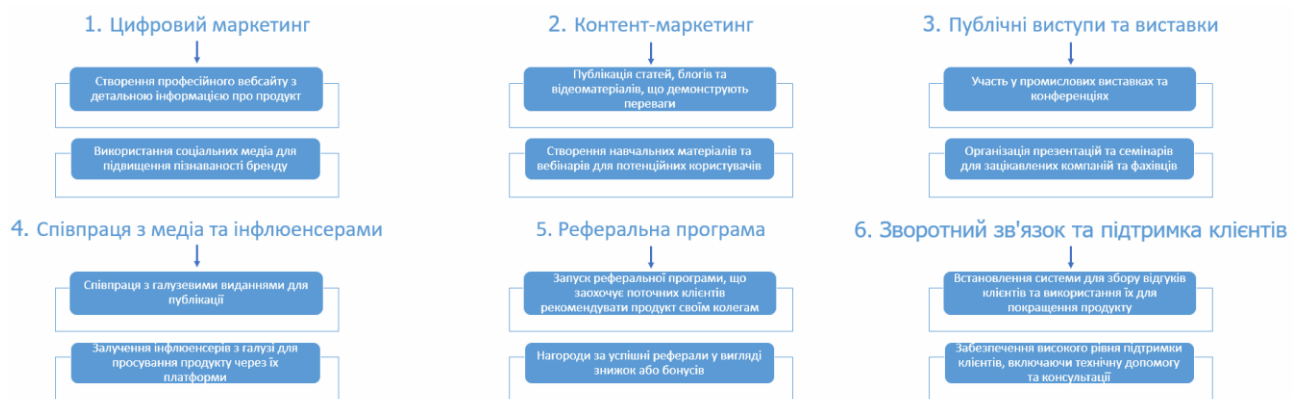 1. Цифровий маркетинг
Створення професійного вебсайту з
детальною інформацією про продукт
Використання соціальних медіа для
підвищення пізнаваності бренду
2. Контент-маркетинг
Публікація статей, блогів та
відеоматеріалів, що демонструють
переваги
Створення навчальних матеріалів та
вебінарів для потенційних користувачів
3. Публічні виступи та виставки
Участь у промислових виставках та
конференціях
Організація презентацій та семінарів
для зацікавлених компаній та фахівців
4. Співпраця з медіа та інфлюенсерами
Співпраця з галузевими виданнями для
публікації
Залучення інфлюенсерів з галузі для
просування продукту через їх
платформи
5. Реферальна програма
Запуск реферальної програми, що
заохочує поточних клієнтів
рекомендувати продукт своїм колегам
Нагороди за успішні реферали у вигляді
знижок або бонусів
6. Зворотний зв'язок та підтримка клієнтів
Встановлення системи для збору відгуків
клієнтів та використання їх для
покращення продукту
Забезпечення високого рівня підтримки
клієнтів, включаючи технічну допомогу
та консультації